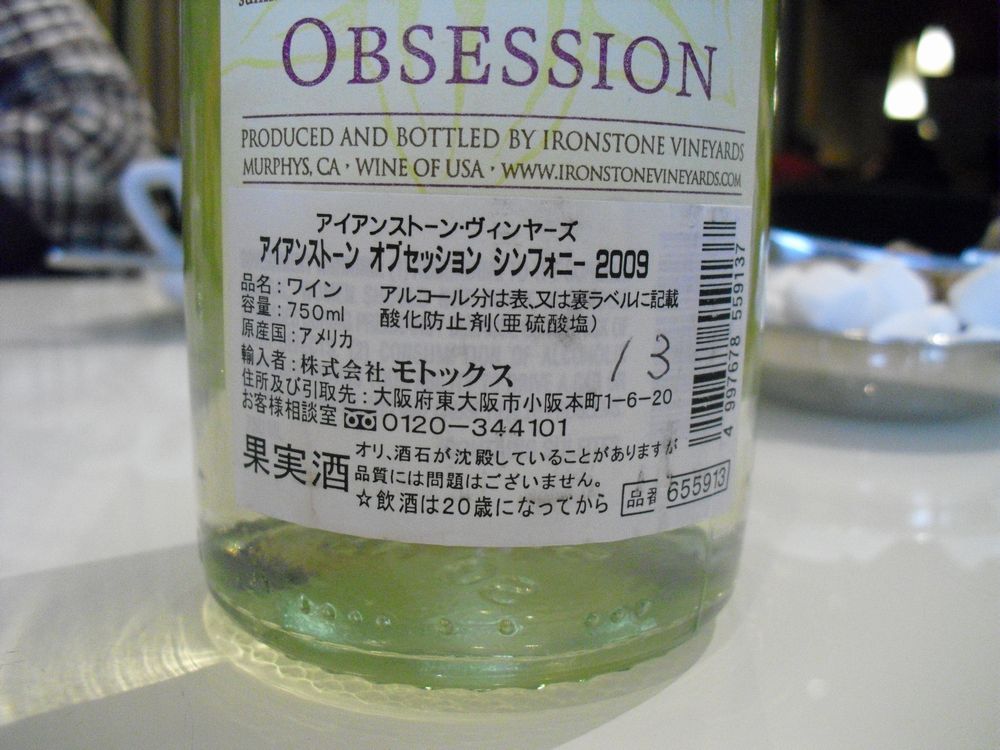 OBSESSION
PRODUCED AND BOTTLED BY IRONSTONE VINEYARDS
MURPHYS, CA · WINE OF USA · WWW.IRONSTONEVINEYARDS.COM
アイアンストーン・ヴィンヤーズ
アイアンストーン オブセッション シンフォニー 2009
品名:ワイン
容量:750ml
原産国:アメリカ
アルコール分は表、又は裏ラベルに記載
酸化防止剤(亜硫酸塩)
13
輸入者:株式会社 モトックス
住所及び引取先:大阪府東大阪市小阪本町1-6-20
お客様相談室 0120-344101
果実酒
オリ、酒石が沈殿していることがありますが
品質には問題はございません。
☆飲酒は20歳になってから
品番 655913
4 997678 559137